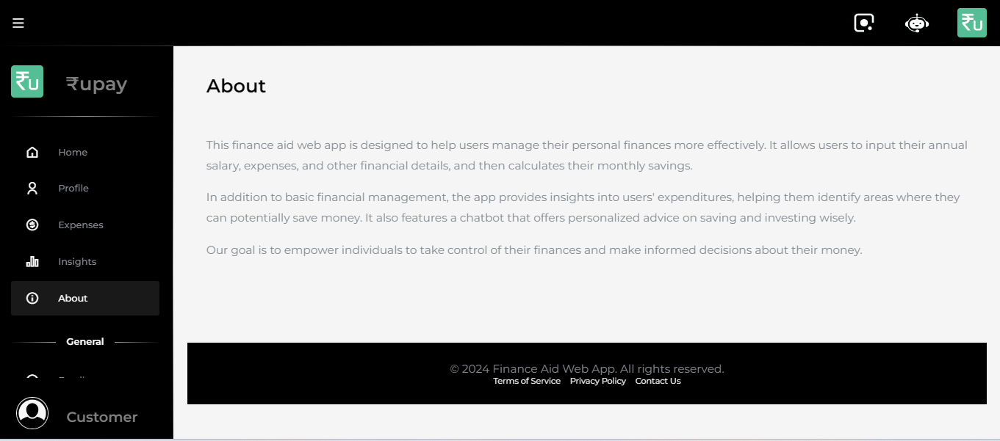 ₹u
₹u
₹upay
Home
Profile
Expenses
Insights
About
General
Customer
About
This finance aid web app is designed to help users manage their personal finances more effectively. It allows users to input their annual
salary, expenses, and other financial details, and then calculates their monthly savings.
In addition to basic financial management, the app provides insights into users' expenditures, helping them identify areas where they
can potentially save money. It also features a chatbot that offers personalized advice on saving and investing wisely.
Our goal is to empower individuals to take control of their finances and make informed decisions about their money.
© 2024 Finance Aid Web App. All rights reserved.
Terms of Service Privacy Policy Contact Us